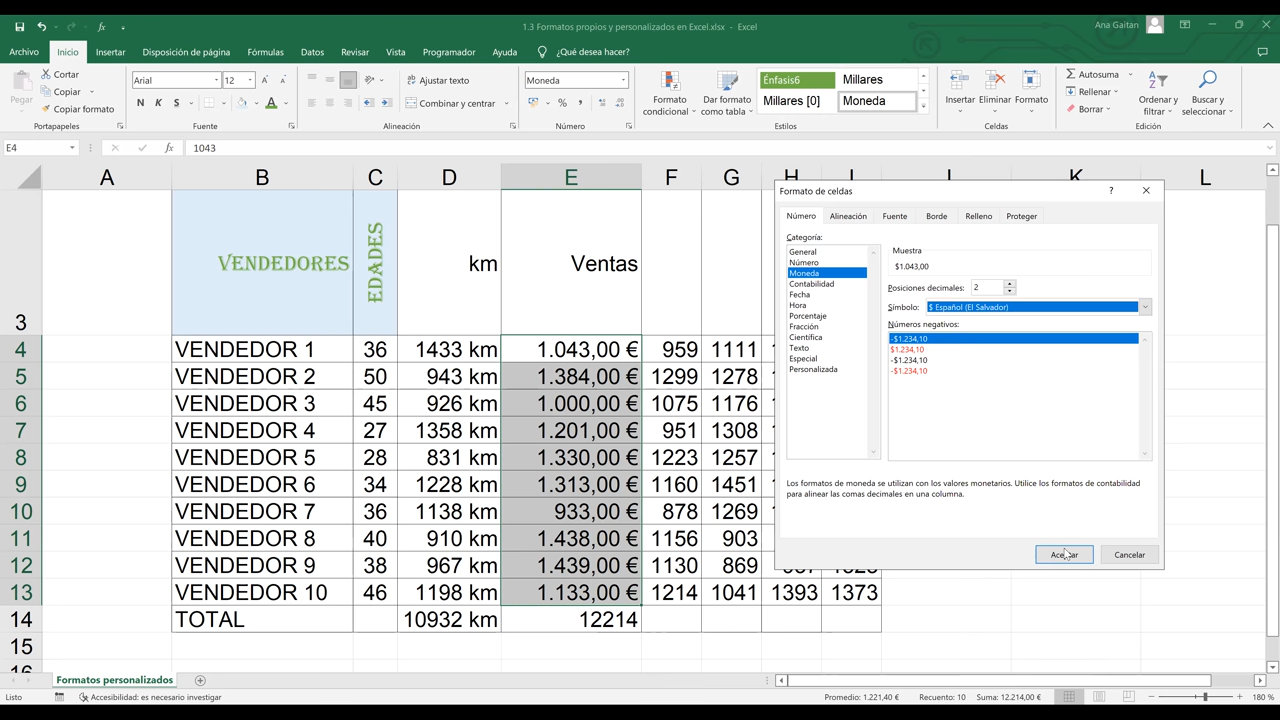 1.3 Formatos propios y personalizados en Excel.xlsx - Excel
Ana Gaitan
Archivo Inicio Insertar Disposición de página Fórmulas Datos Revisar Vista Programador Ayuda ¿Qué desea hacer?
Pegar
Cortar
Copiar
Copiar formato
Portapapeles
Arial 12
N K S
Fuente
Ajustar texto
Combinar y centrar
Alineación
Moneda
Número
Formato condicional
Dar formato como tabla
Énfasis6 Millares
Millares [0] Moneda
Estilos
Insertar Eliminar Formato
Celdas
Autosuma
Rellenar
Borrar
Ordenar y filtrar
Buscar y seleccionar
Edición
E4 fx 1043
A B C D E F G H I J K L
3 VENDEDORES EDADES km Ventas
4 VENDEDOR 1 36 1433 km 1.043,00 € 959 1111
5 VENDEDOR 2 50 943 km 1.384,00 € 1299 1278
6 VENDEDOR 3 45 926 km 1.000,00 € 1075 1176
7 VENDEDOR 4 27 1358 km 1.201,00 € 951 1308
8 VENDEDOR 5 28 831 km 1.330,00 € 1223 1257
9 VENDEDOR 6 34 1228 km 1.313,00 € 1160 1451
10 VENDEDOR 7 36 1138 km 933,00 € 878 1269
11 VENDEDOR 8 40 910 km 1.438,00 € 1156 903
12 VENDEDOR 9 38 967 km 1.439,00 € 1130 869
13 VENDEDOR 10 46 1198 km 1.133,00 € 1214 1041 1393 1373
14 TOTAL 10932 km 12214
15
16
Formato de celdas ?
Número Alineación Fuente Borde Relleno Proteger
Categoría:
General
Número
Moneda
Contabilidad
Fecha
Hora
Porcentaje
Fracción
Científica
Texto
Especial
Personalizada
Muestra
$1.043,00
Posiciones decimales: 2
Símbolo: $ Español (El Salvador)
Números negativos:
-$1.234,10
$1.234,10
-$1.234,10
-$1.234,10
Los formatos de moneda se utilizan con los valores monetarios. Utilice los formatos de contabilidad
para alinear las comas decimales en una columna.
Aceptar Cancelar
Formatos personalizados
Listo Accesibilidad: es necesario investigar Promedio: 1.221,40 € Recuento: 10 Suma: 12.214,00 € 180 %